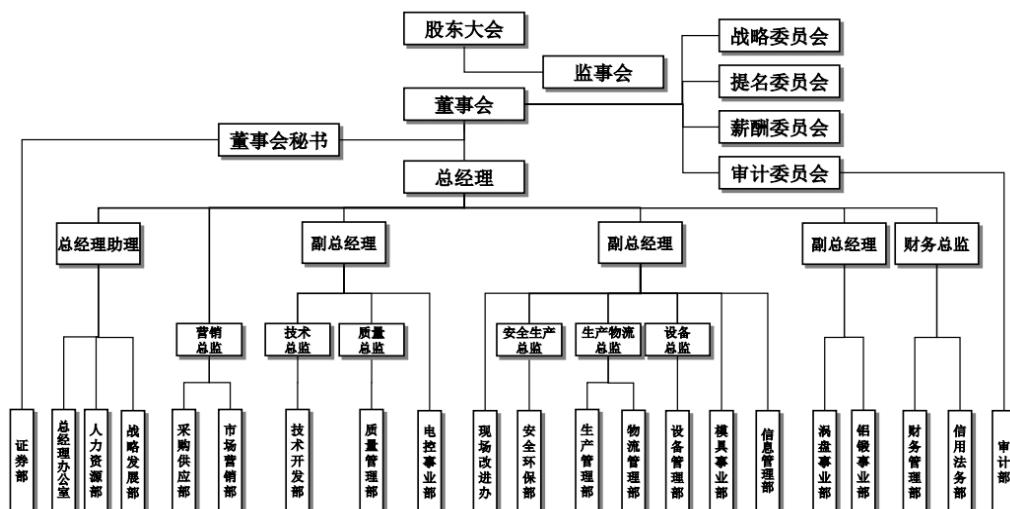 股东大会
战略委员会
监事会
提名委员会
董事会
薪酬委员会
董事会秘书
审计委员会
总经理
总经理助理
副总经理
副总经理
副总经理
财务总监
营销
总监
技术
总监
质量
总监
安全生产
总监
生产物流
总监
设备
总监
证券部
总经理办公室
人力资源部
战略发展部
采购供应部
市场营销部
技术开发部
质量管理部
电控事业部
现场改进办
安全环保部
生产管理部
物流管理部
设备管理部
模具事业部
信息管理部
涡盘事业部
铝锻事业部
财务管理部
信用法务部
审计部